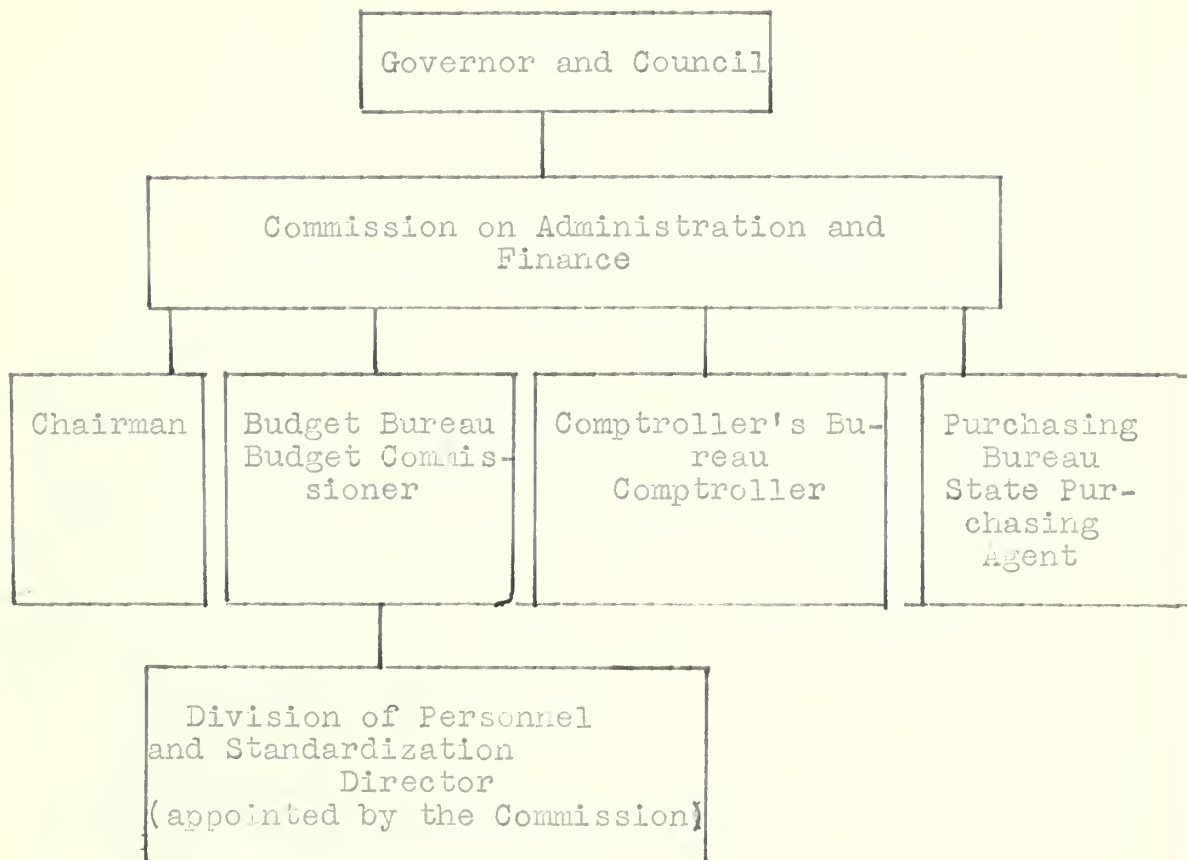 Governor and Council
Commission on Administration and
Finance
Chairman
Budget Bureau
Budget Commis-
sioner
Comptroller's Bu-
reau
Comptroller
Purchasing
Bureau
State Pur-
chasing
Agent
Division of Personnel
and Standardization
Director
(appointed by the Commission)